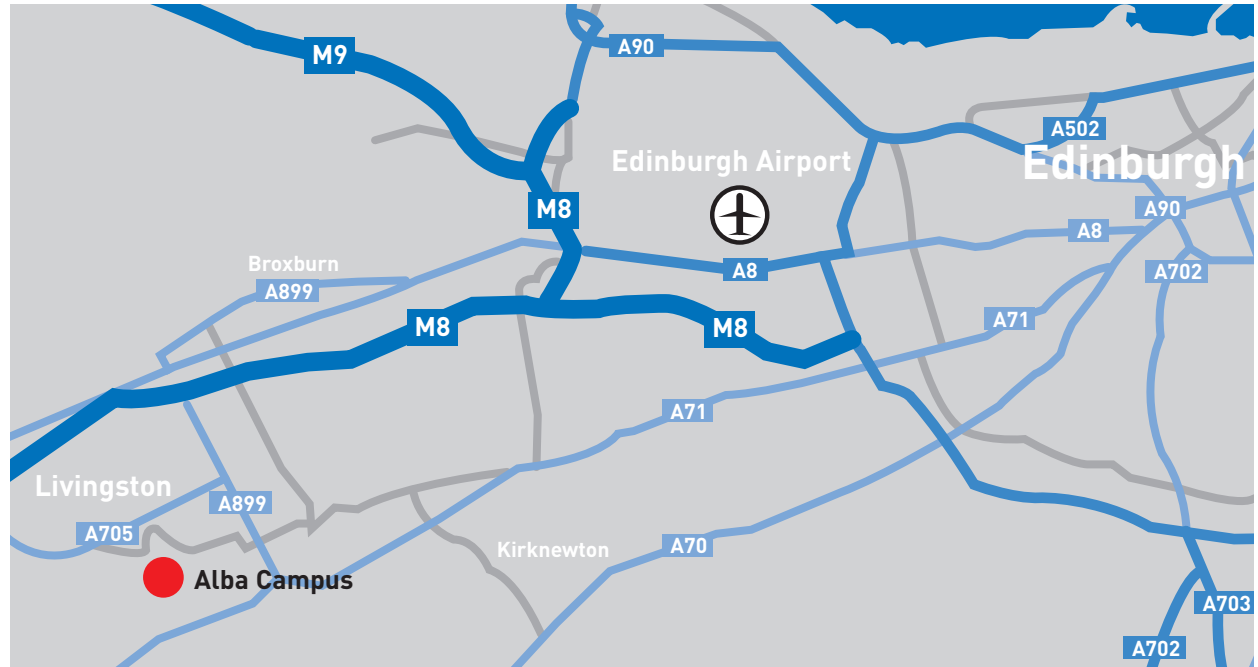 M9
A90
A502
Edinburgh Airport
Edinburgh
M8
A90
A8
Broxburn
A8
A702
A899
A71
M8
M8
A71
Livingston
A899
A705
Kirknewton
A70
Alba Campus
A703
A702